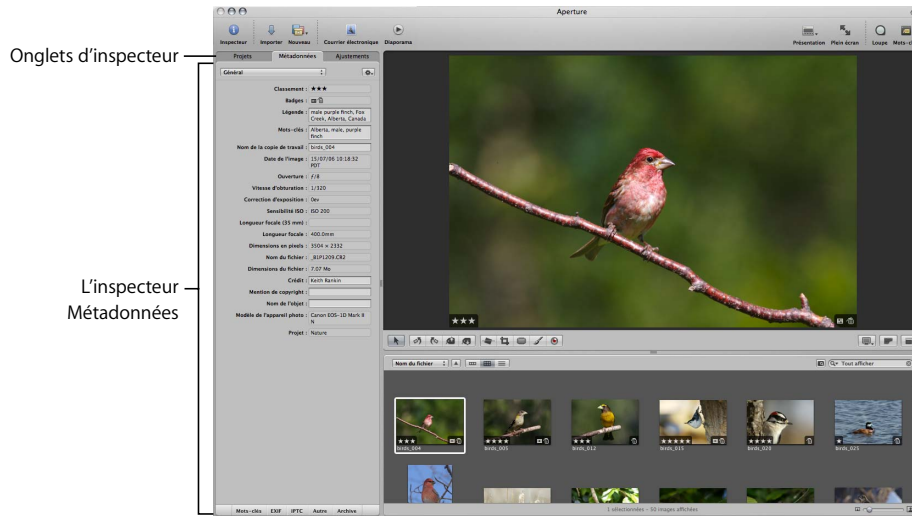 Aperture
Inspecteur Importer Nouveau Courrier électronique Diaporama Présentation Plein écran Loupe Mots-cl
Onglets d'inspecteur
Projets Métadonnées Ajustements
Général
Classement : ★★★
Badges :
Légende : male purple finch, Fox
Creek, Alberta, Canada
Mots-clés : Alberta, male, purple
finch
Nom de la copie de travail : birds_004
Date de l'image : 15/07/06 10:18:32
PDT
Ouverture : ƒ/8
Vitesse d'obturation : 1/320
Correction d'exposition : 0ev
Sensibilité ISO : ISO 200
Longueur focale (35 mm) :
Longueur focale : 400.0mm
Dimensions en pixels : 3504 × 2332
Nom du fichier : _B1P1209.CR2
Dimensions du fichier : 7.07 Mo
Crédit : Keith Rankin
Mention de copyright :
Nom de l'objet :
Modèle de l'appareil photo : Canon EOS-1D Mark II
N
Projet : Nature
L'inspecteur
Métadonnées
★★★
Nom du fichier Tout afficher
★★★ ★★★★ ★★★ ★★★★★ ★★★★ ★
birds_004 birds_005 birds_012 birds_015 birds_020 birds_025
Mots-clés EXIF IPTC Autre Archive
1 sélectionnées – 50 images affichées